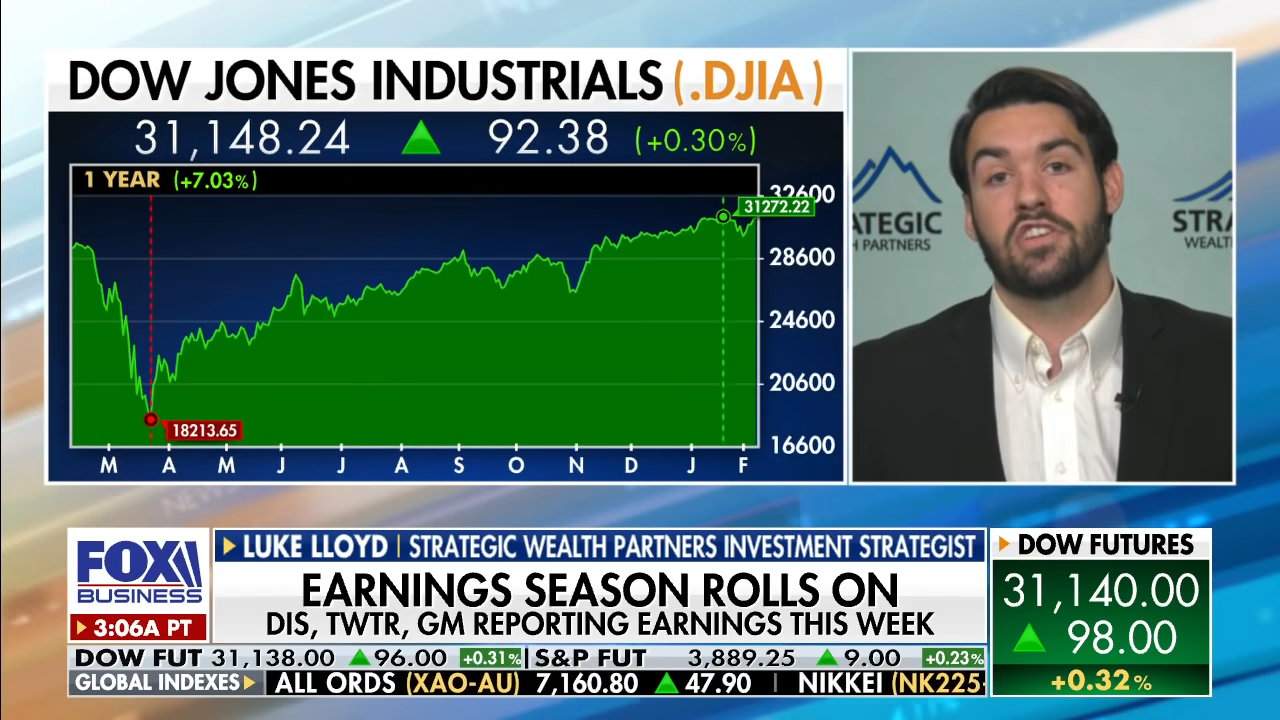 DOW JONES INDUSTRIALS (.DJIA)
31,148.24 ▲ 92.38 (+0.30%)
1 YEAR (+7.03%)
32600
31272.22
28600
24600
20600
16600
18213.65
M A M J J A S O N D J F
ATEGIC
H PARTNERS
STRA
WEALT
LUKE LLOYD | STRATEGIC WEALTH PARTNERS INVESTMENT STRATEGIST
EARNINGS SEASON ROLLS ON
DIS, TWTR, GM REPORTING EARNINGS THIS WEEK
FOX
BUSINESS
3:06A PT
DOW FUTURES
31,140.00
▲ 98.00
+0.32%
DOW FUT 31,138.00 ▲96.00 +0.31% | S&P FUT 3,889.25 ▲ 9.00 +0.23%
GLOBAL INDEXES ALL ORDS (XAO-AU) 7,160.80 ▲ 47.90 | NIKKEI (NK225-